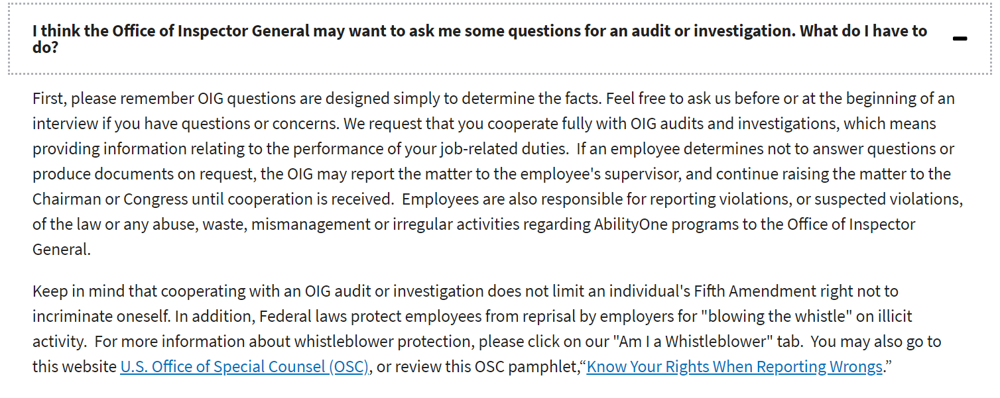 I think the Office of Inspector General may want to ask me some questions for an audit or investigation. What do I have to
do?
First, please remember OIG questions are designed simply to determine the facts. Feel free to ask us before or at the beginning of an
interview if you have questions or concerns. We request that you cooperate fully with OIG audits and investigations, which means
providing information relating to the performance of your job-related duties.  If an employee determines not to answer questions or
produce documents on request, the OIG may report the matter to the employee's supervisor, and continue raising the matter to the
Chairman or Congress until cooperation is received.  Employees are also responsible for reporting violations, or suspected violations,
of the law or any abuse, waste, mismanagement or irregular activities regarding AbilityOne programs to the Office of Inspector
General.
Keep in mind that cooperating with an OIG audit or investigation does not limit an individual's Fifth Amendment right not to
incriminate oneself. In addition, Federal laws protect employees from reprisal by employers for "blowing the whistle" on illicit
activity.  For more information about whistleblower protection, please click on our "Am I a Whistleblower" tab.  You may also go to
this website U.S. Office of Special Counsel (OSC), or review this OSC pamphlet,“Know Your Rights When Reporting Wrongs.”